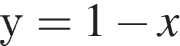 y = 1 − x